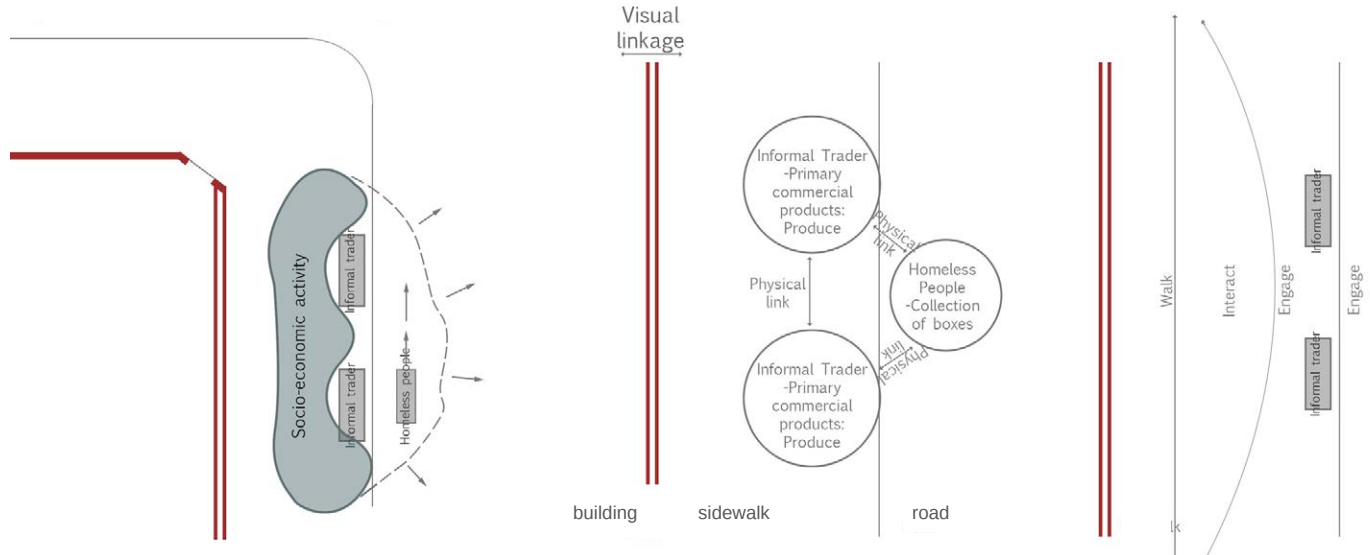 Socio-economic activity
Informal trader
Informal trader
Homeless people
Visual
linkage
Informal Trader
-Primary
commercial
products:
Produce
Physical
link
Physical
link
Homeless
People
-Collection
of boxes
Physical
link
Informal Trader
-Primary
commercial
products:
Produce
building
sidewalk
road
Walk
Interact
Engage
Informal trader
Informal trader
Engage